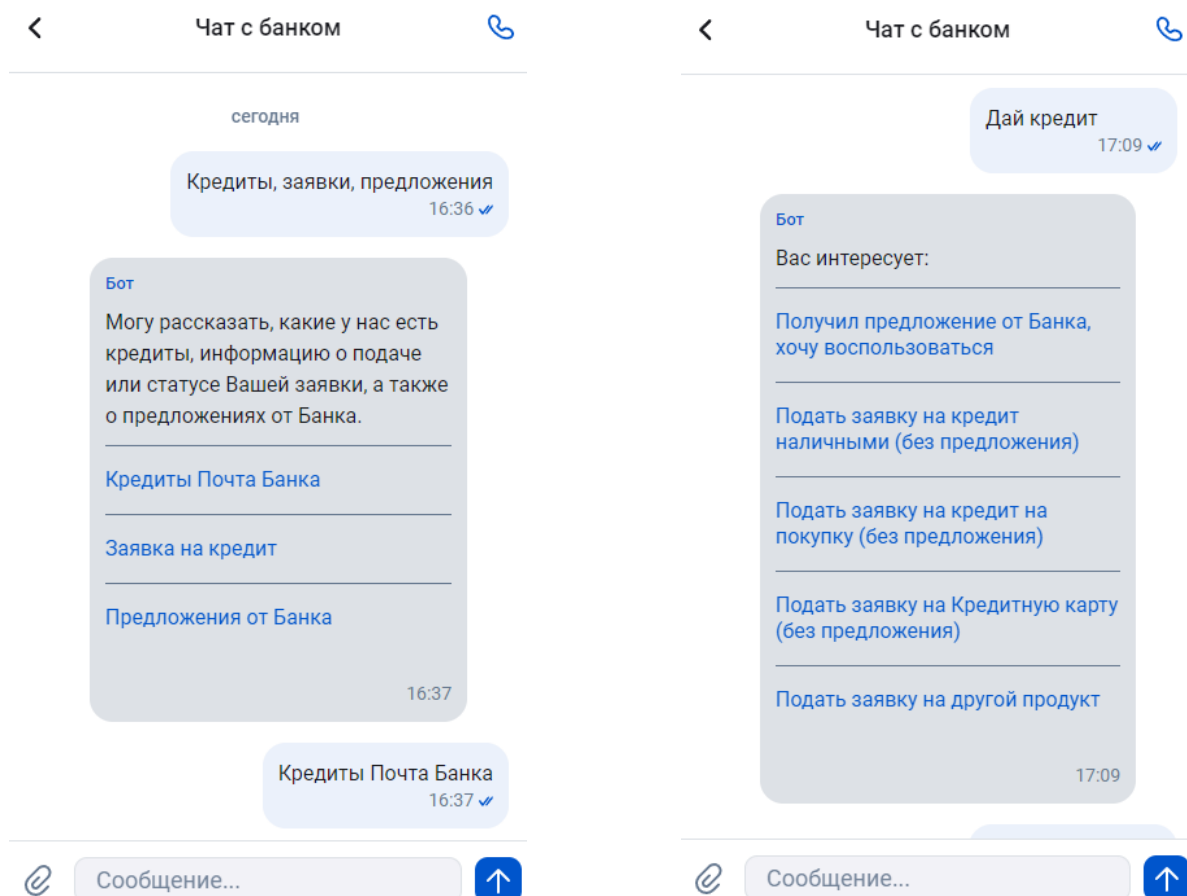 Чат с банком
сегодня
Кредиты, заявки, предложения
16:36
Бот
Могу рассказать, какие у нас есть
кредиты, информацию о подаче
или статусе Вашей заявки, а также
о предложениях от Банка.
Кредиты Почта Банка
Заявка на кредит
Предложения от Банка
16:37
Кредиты Почта Банка
16:37
Сообщение...
Чат с банком
Дай кредит
17:09
Бот
Вас интересует:
Получил предложение от Банка,
хочу воспользоваться
Подать заявку на кредит
наличными (без предложения)
Подать заявку на кредит на
покупку (без предложения)
Подать заявку на Кредитную карту
(без предложения)
Подать заявку на другой продукт
17:09
Сообщение...